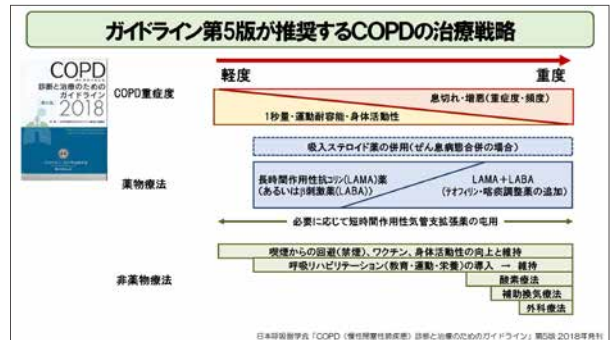 ガイドライン第5版が推奨するCOPDの治療戦略
COPD
診断と治療のための
ガイドライン
2018
軽度
重度
COPD重症度
息切れ・増悪(重症度・頻度)
1秒量・運動耐容能・身体活動性
吸入ステロイド薬の併用(ぜん息病態合併の場合)
薬物療法
長時間作用性抗コリン(LAMA)薬
(あるいはβ刺激薬(LABA))
LAMA+LABA
(テオフィリン・喀痰調整薬の追加)
必要に応じて短時間作用性気管支拡張薬の屯用
非薬物療法
喫煙からの回避(禁煙)、ワクチン、身体活動性の向上と維持
呼吸リハビリテーション(教育・運動・栄養)の導入 → 維持
酸素療法
補助換気療法
外科療法
日本呼吸器学会「COPD(慢性閉塞性肺疾患)診断と治療のためのガイドライン」第5版 2018年発刊